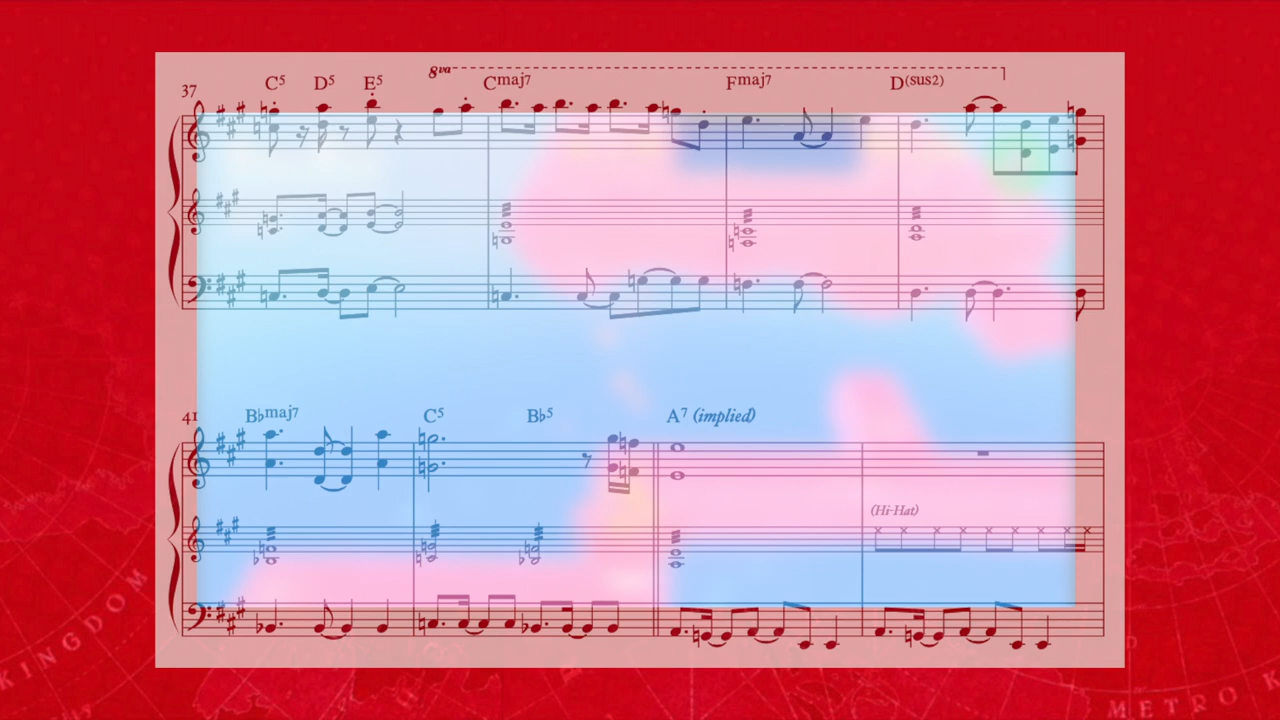 37 C5 D5 E5 8va Cmaj7 Fmaj7 D(sus2)
41 B♭maj7 C5 B♭5 A7 (implied)
(Hi-Hat)
KINGDOM
METRO K